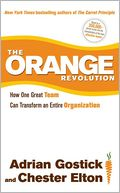 New York Times bestselling authors of The Carrot Principle
THE
ORANGE
REVOLUTION
How One Great Team
Can Transform an Entire Organization
Adrian Gostick
and Chester Elton